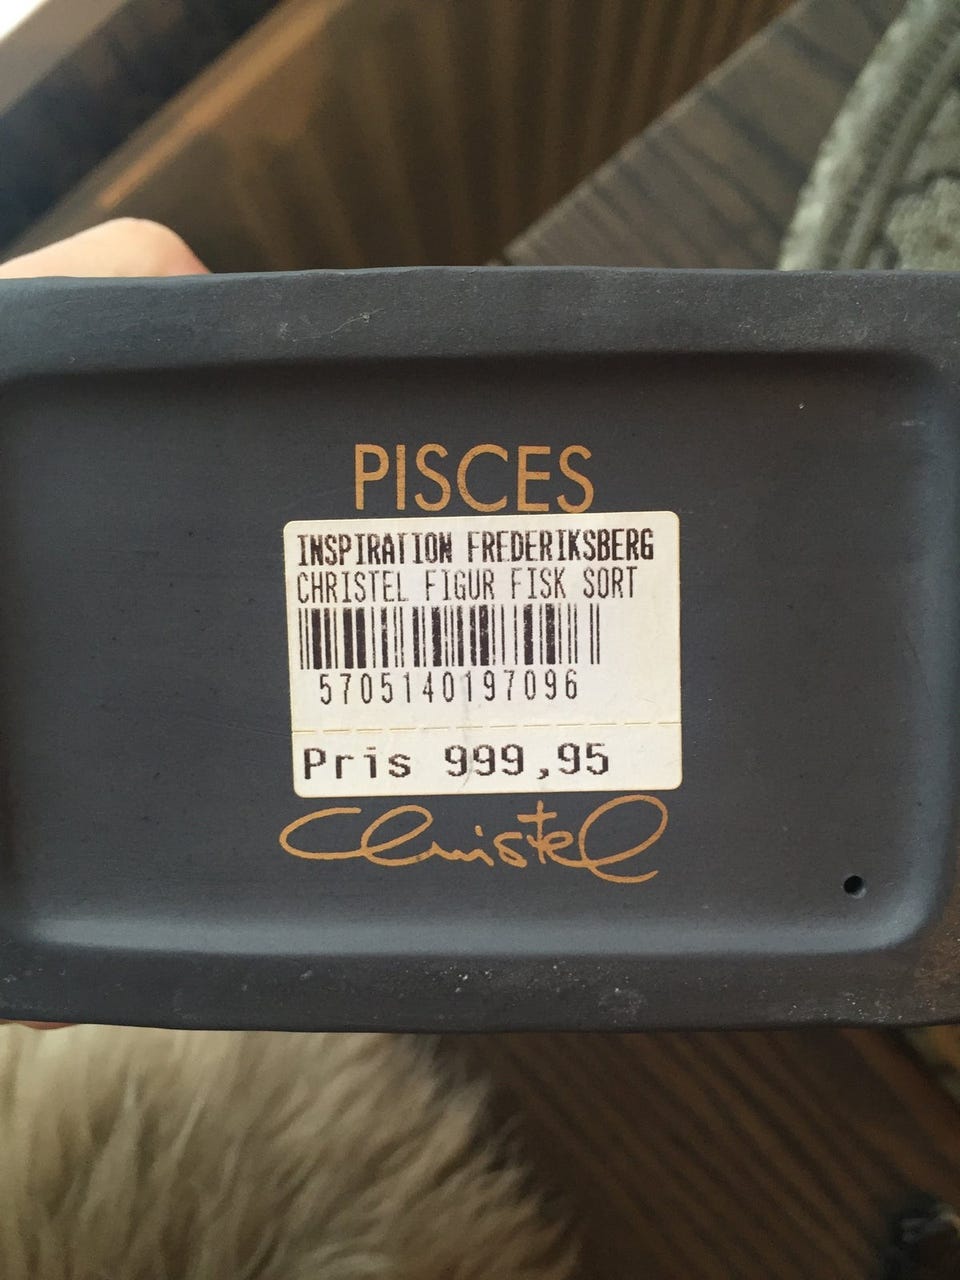 PISCES
INSPIRATION FREDERIKSBERG
CHRISTEL FIGUR FISK SORT
5705140197096
Pris 999,95
Christel